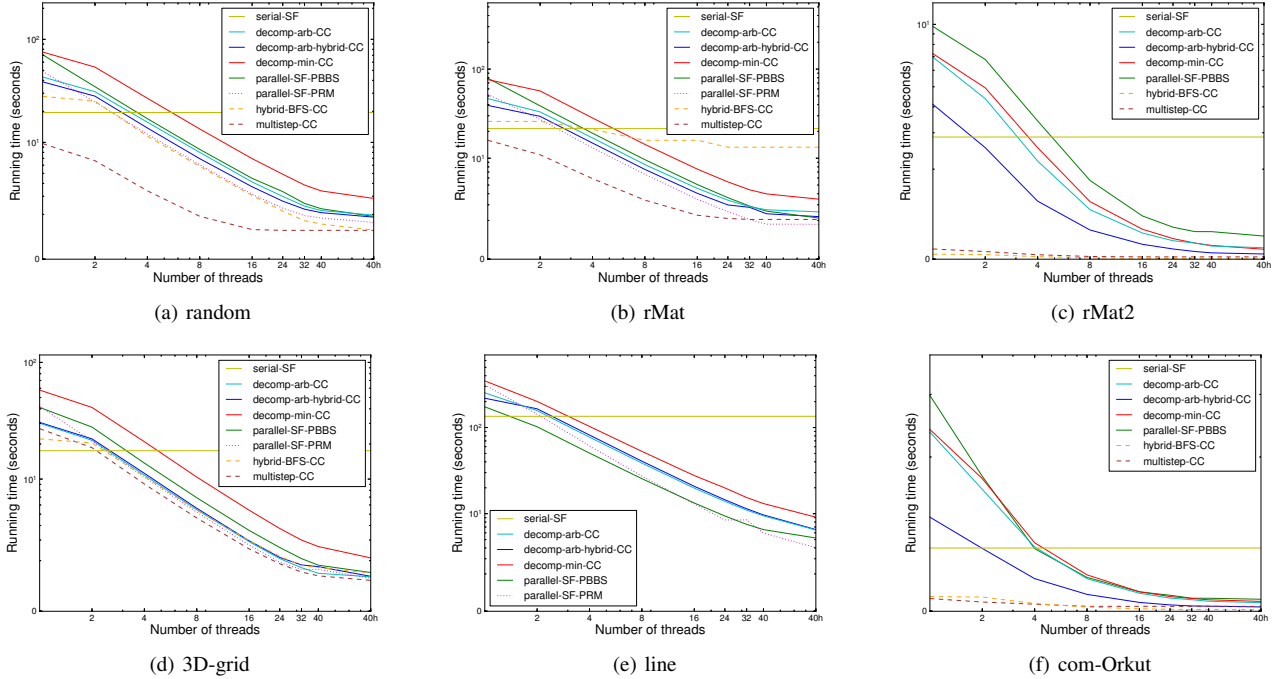 Running time (seconds)
10²
10¹
0
serial-SF
decomp-arb-CC
decomp-arb-hybrid-CC
decomp-min-CC
parallel-SF-PBBS
parallel-SF-PRM
hybrid-BFS-CC
multistep-CC
2 4 8 16 24 32 40 40h
Number of threads
(a) random
Running time (seconds)
10²
10¹
0
serial-SF
decomp-arb-CC
decomp-arb-hybrid-CC
decomp-min-CC
parallel-SF-PBBS
parallel-SF-PRM
hybrid-BFS-CC
multistep-CC
2 4 8 16 24 32 40 40h
Number of threads
(b) rMat
Running time (seconds)
10¹
0
serial-SF
decomp-arb-CC
decomp-arb-hybrid-CC
decomp-min-CC
parallel-SF-PBBS
hybrid-BFS-CC
multistep-CC
2 4 8 16 24 32 40 40h
Number of threads
(c) rMat2
Running time (seconds)
10²
10¹
0
serial-SF
decomp-arb-CC
decomp-arb-hybrid-CC
decomp-min-CC
parallel-SF-PBBS
parallel-SF-PRM
hybrid-BFS-CC
multistep-CC
2 4 8 16 24 32 40 40h
Number of threads
(d) 3D-grid
Running time (seconds)
10²
10¹
0
serial-SF
decomp-arb-CC
decomp-arb-hybrid-CC
decomp-min-CC
parallel-SF-PBBS
parallel-SF-PRM
2 4 8 16 24 32 40 40h
Number of threads
(e) line
Running time (seconds)
0
serial-SF
decomp-arb-CC
decomp-arb-hybrid-CC
decomp-min-CC
parallel-SF-PBBS
hybrid-BFS-CC
multistep-CC
2 4 8 16 24 32 40 40h
Number of threads
(f) com-Orkut